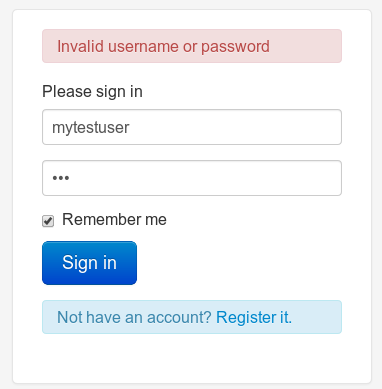 Invalid username or password
Please sign in
mytestuser
•••
Remember me
Sign in
Not have an account? Register it.